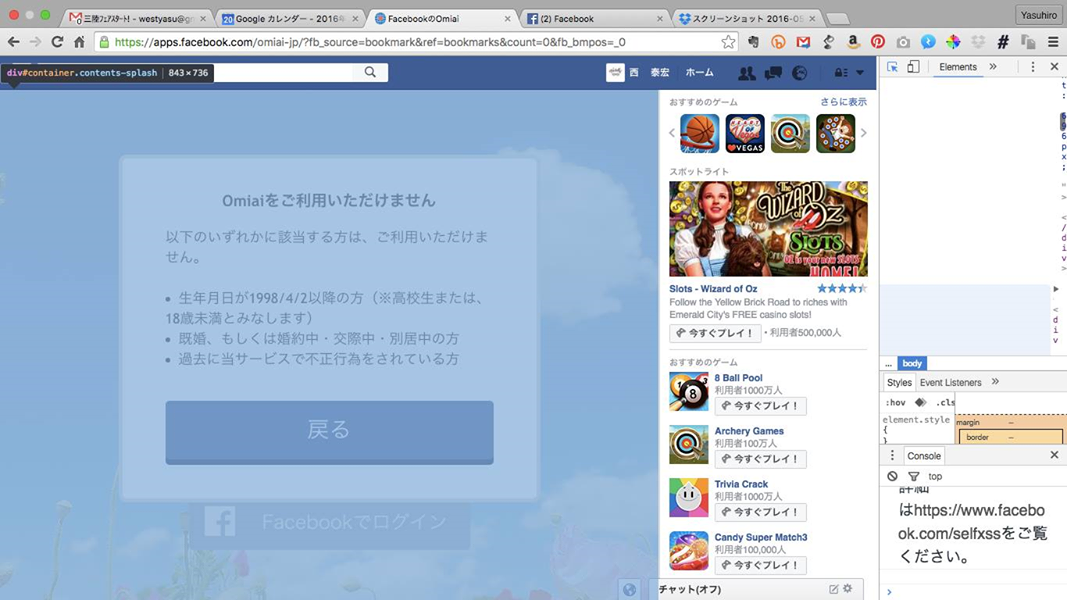 三陸フェアスタート! - westyasu@gm
Google カレンダー - 2016年
FacebookのOmiai
(2) Facebook
スクリーンショット 2016-05
Yasuhiro
https://apps.facebook.com/omiai-jp/?fb_source=bookmark&ref=bookmarks&count=0&fb_bmpos=_0
div#container.contents-splash | 843×736
西 泰宏
ホーム
Elements
Omiaiをご利用いただけません
以下のいずれかに該当する方は、ご利用いただけま
せん。
• 生年月日が1998/4/2以降の方（※高校生または、
18歳未満とみなします）
• 既婚、もしくは婚約中・交際中・別居中の方
• 過去に当サービスで不正行為をされている方
戻る
Facebookでログイン
おすすめのゲーム
さらに表示
HEART OF VEGAS
スポットライト
THE WIZARD OF OZ
SLOTS
Slots - Wizard of Oz
Follow the Yellow Brick Road to riches with
Emerald City's FREE casino slots!
今すぐプレイ！ · 利用者500,000人
おすすめのゲーム
8 Ball Pool
利用者1000万人
今すぐプレイ！
Archery Games
利用者100万人
今すぐプレイ！
Trivia Crack
利用者1000万人
今すぐプレイ！
Candy Super Match3
利用者100,000人
今すぐプレイ！
チャット(オフ)
... body
Styles Event Listeners
:hov .cls
element.style
{
}
margin –
border –
Console
top
はhttps://www.facebo
ok.com/selfxssをご覧
ください。